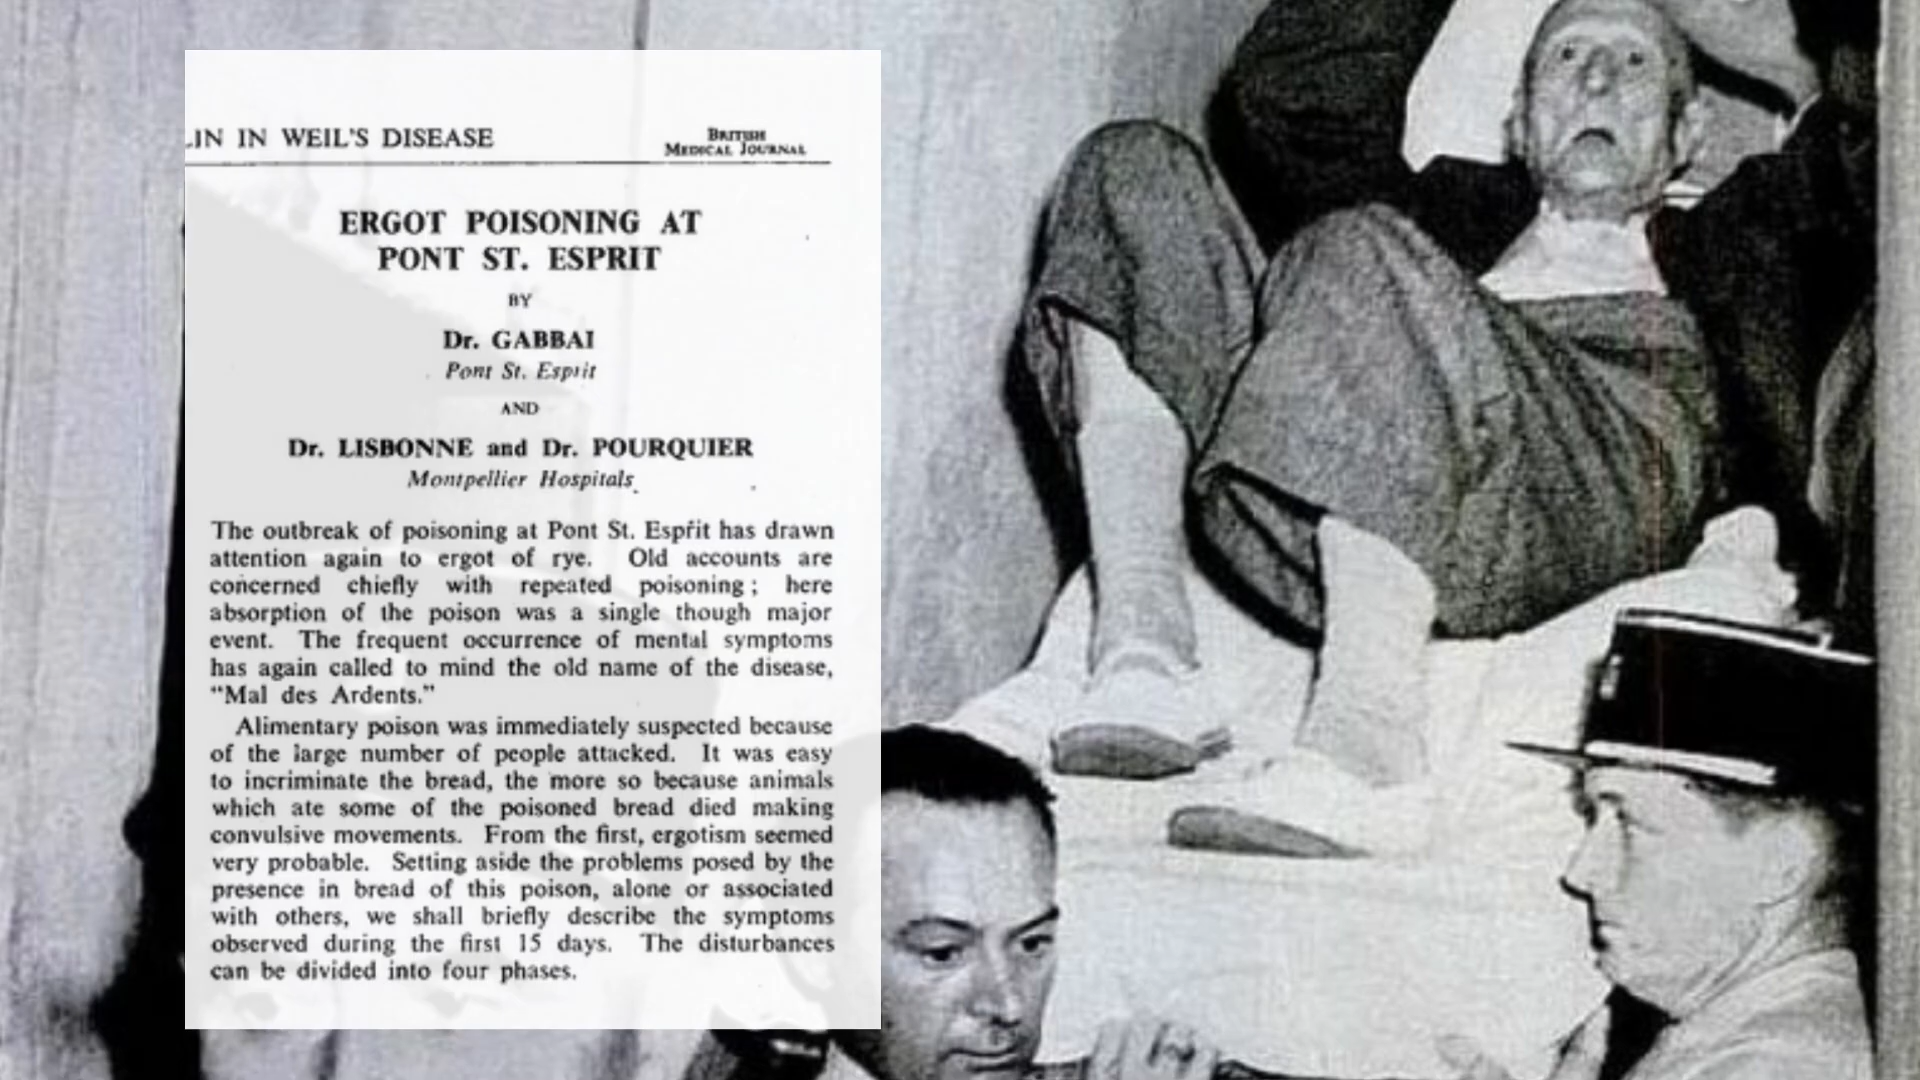 LIN IN WEIL'S DISEASE
BRITISH
MEDICAL JOURNAL
ERGOT POISONING AT
PONT ST. ESPRIT
BY
Dr. GABBAI
Pont St. Esprit
AND
Dr. LISBONNE and Dr. POURQUIER
Montpellier Hospitals
The outbreak of poisoning at Pont St. Esprit has drawn
attention again to ergot of rye. Old accounts are
concerned chiefly with repeated poisoning; here
absorption of the poison was a single though major
event. The frequent occurrence of mental symptoms
has again called to mind the old name of the disease,
"Mal des Ardents."
Alimentary poison was immediately suspected because
of the large number of people attacked. It was easy
to incriminate the bread, the more so because animals
which ate some of the poisoned bread died making
convulsive movements. From the first, ergotism seemed
very probable. Setting aside the problems posed by the
presence in bread of this poison, alone or associated
with others, we shall briefly describe the symptoms
observed during the first 15 days. The disturbances
can be divided into four phases.